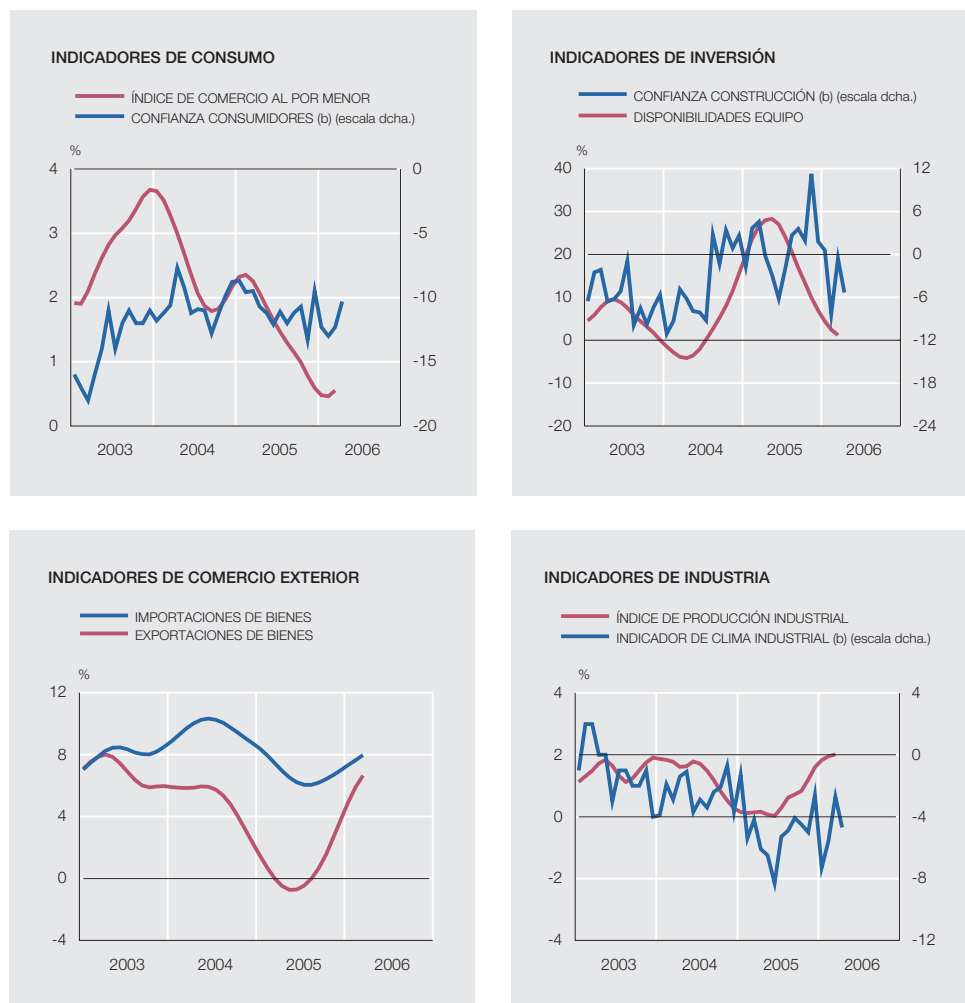 INDICADORES DE CONSUMO
ÍNDICE DE COMERCIO AL POR MENOR
CONFIANZA CONSUMIDORES (b) (escala dcha.)
%
4 0
3 -5
2 -10
1 -15
0 -20
2003 2004 2005 2006
INDICADORES DE INVERSIÓN
CONFIANZA CONSTRUCCIÓN (b) (escala dcha.)
DISPONIBILIDADES EQUIPO
%
40 12
30 6
20 0
10 -6
0 -12
-10 -18
-20 -24
2003 2004 2005 2006
INDICADORES DE COMERCIO EXTERIOR
IMPORTACIONES DE BIENES
EXPORTACIONES DE BIENES
%
12
8
4
0
-4
2003 2004 2005 2006
INDICADORES DE INDUSTRIA
ÍNDICE DE PRODUCCIÓN INDUSTRIAL
INDICADOR DE CLIMA INDUSTRIAL (b) (escala dcha.)
%
4 4
2 0
0 -4
-2 -8
-4 -12
2003 2004 2005 2006